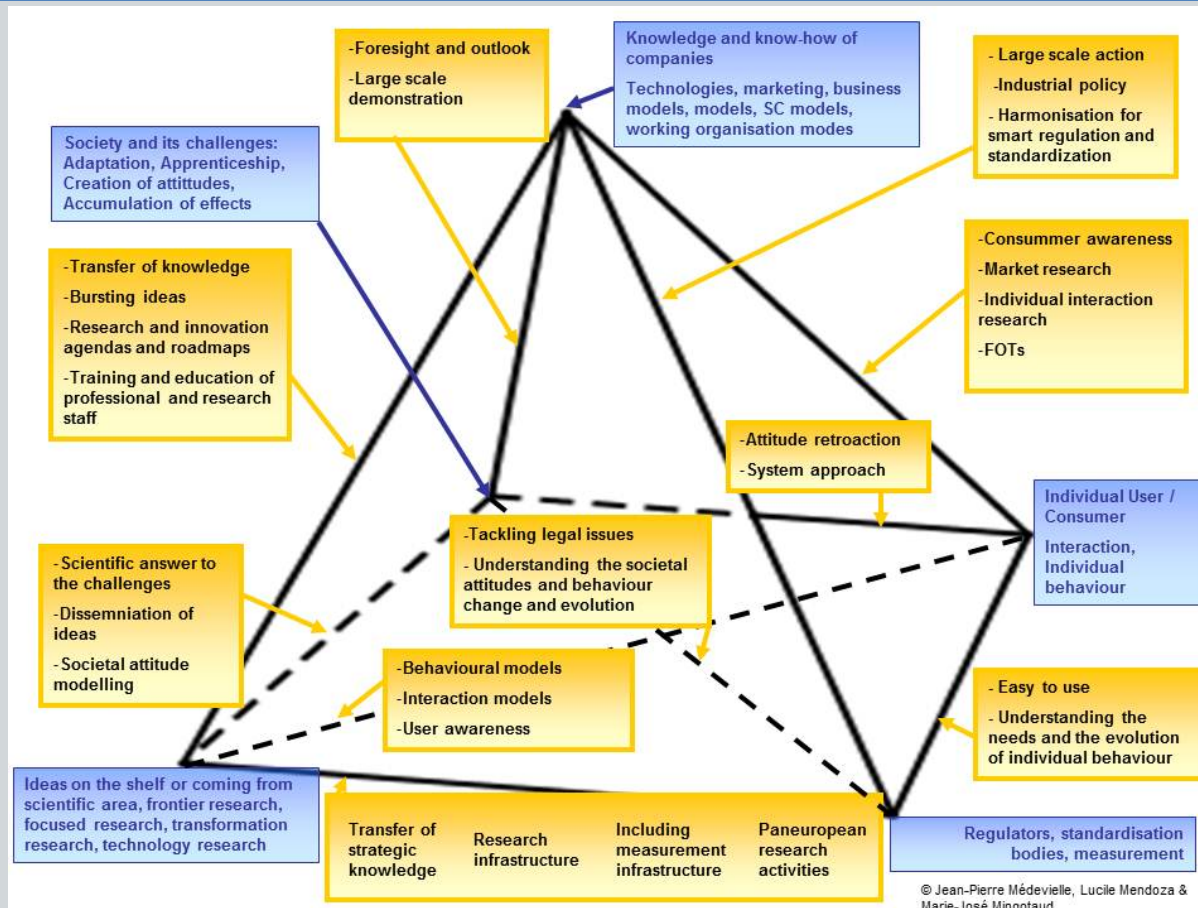 -Foresight and outlook
-Large scale
demonstration
Knowledge and know-how of
companies
Technologies, marketing, business
models, models, SC models,
working organisation modes
- Large scale action
-Industrial policy
- Harmonisation for
smart regulation and
standardization
Society and its challenges:
Adaptation, Apprenticeship,
Creation of attittudes,
Accumulation of effects
-Transfer of knowledge
-Bursting ideas
-Research and innovation
agendas and roadmaps
-Training and education of
professional and research
staff
-Consummer awareness
-Market research
-Individual interaction
research
-FOTs
-Attitude retroaction
-System approach
Individual User /
Consumer
Interaction,
Individual
behaviour
-Tackling legal issues
- Understanding the societal
attitudes and behaviour
change and evolution
-Scientific answer to
the challenges
-Dissemniation of
ideas
-Societal attitude
modelling
-Behavioural models
-Interaction models
-User awareness
- Easy to use
- Understanding the
needs and the evolution
of individual behaviour
Ideas on the shelf or coming from
scientific area, frontier research,
focused research, transformation
research, technology research
Transfer of
strategic
knowledge
Research
infrastructure
Including
measurement
infrastructure
Paneuropean
research
activities
Regulators, standardisation
bodies, measurement
© Jean-Pierre Médevielle, Lucile Mendoza &
Marie-José Mingotaud